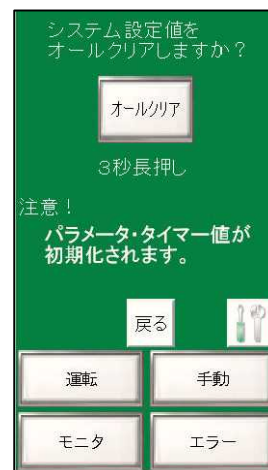 システム設定値を
オールクリアしますか？
オールクリア
３秒長押し
注意！
パラメータ・タイマー値が
初期化されます。
戻る
運転
手動
モニタ
エラー